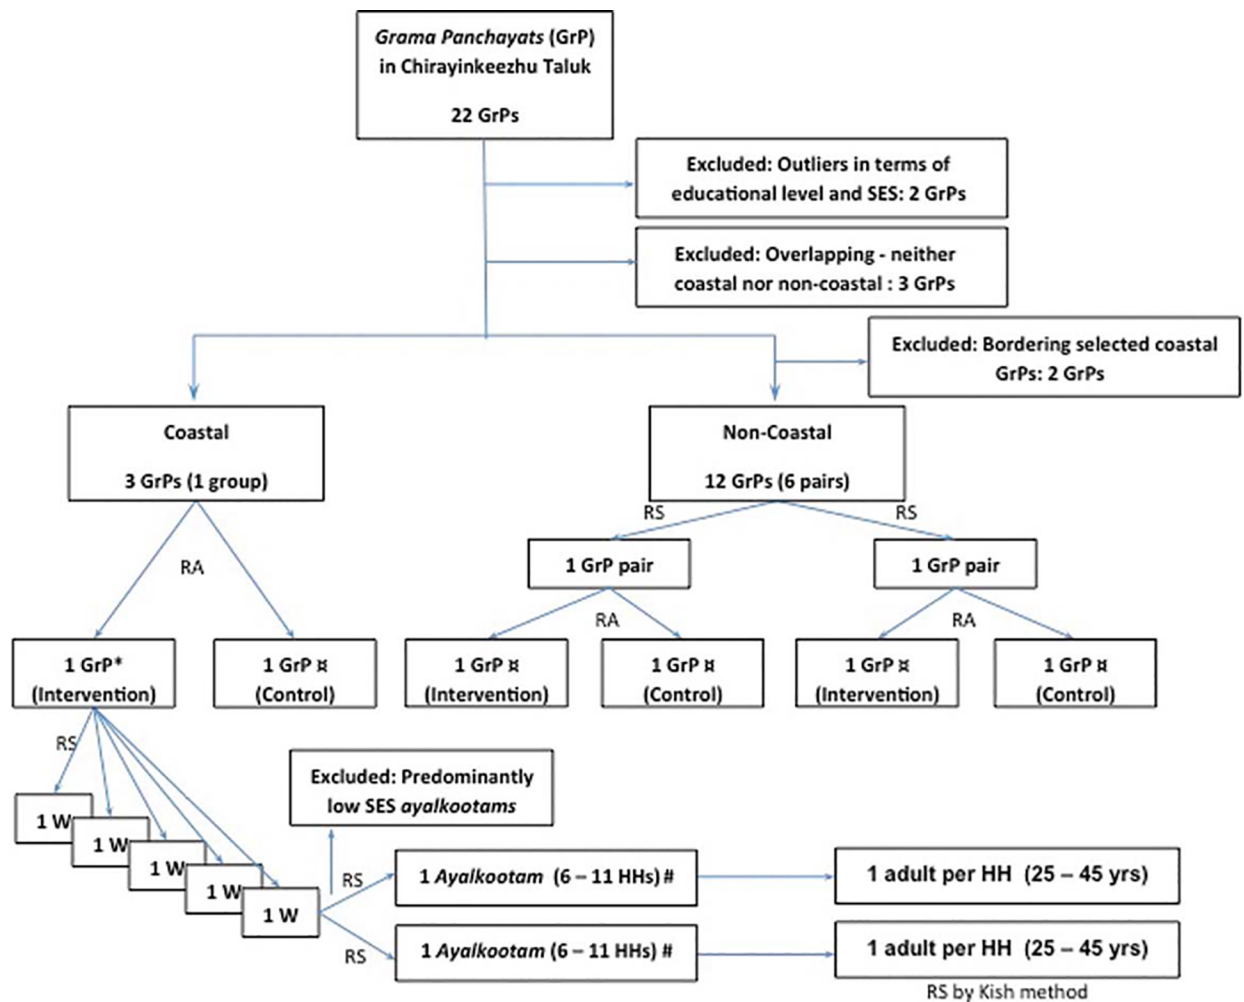 Grama Panchayats (GrP)
in Chirayinkeezhu Taluk
22 GrPs
Excluded: Outliers in terms of
educational level and SES: 2 GrPs
Excluded: Overlapping - neither
coastal nor non-coastal : 3 GrPs
Excluded: Bordering selected coastal
GrPs: 2 GrPs
Coastal
3 GrPs (1 group)
Non-Coastal
12 GrPs (6 pairs)
RS
RS
RA
1 GrP pair
1 GrP pair
RA
RA
1 GrP*
(Intervention)
1 GrP ¤
(Control)
1 GrP ¤
(Intervention)
1 GrP ¤
(Control)
1 GrP ¤
(Intervention)
1 GrP ¤
(Control)
RS
1 W
1 W
1 W
1 W
1 W
Excluded: Predominantly
low SES ayalkootams
RS
1 Ayalkootam (6 – 11 HHs) #
1 adult per HH (25 – 45 yrs)
RS
1 Ayalkootam (6 – 11 HHs) #
1 adult per HH (25 – 45 yrs)
RS by Kish method